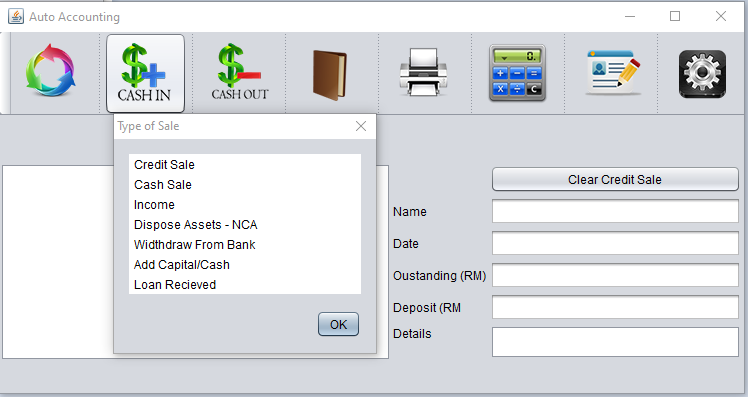 Auto Accounting
CASH IN
CASH OUT
0.
+ - =
X ÷ C
Type of Sale
Credit Sale
Cash Sale
Income
Dispose Assets - NCA
Widthdraw From Bank
Add Capital/Cash
Loan Recieved
OK
Clear Credit Sale
Name
Date
Oustanding (RM)
Deposit (RM
Details